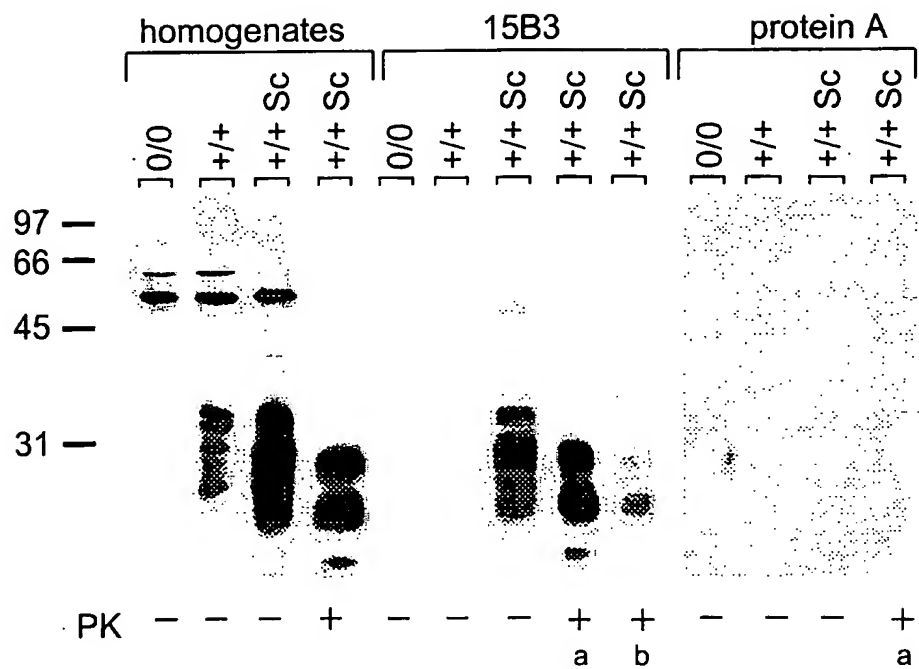 homogenates 15B3 protein A
0/0 +/+ +/+ Sc +/+ Sc 0/0 +/+ +/+ Sc +/+ Sc +/+ Sc 0/0 +/+ +/+ Sc +/+ Sc
97
66
45
31
PK − − − + − − − + + − − − +
a b a